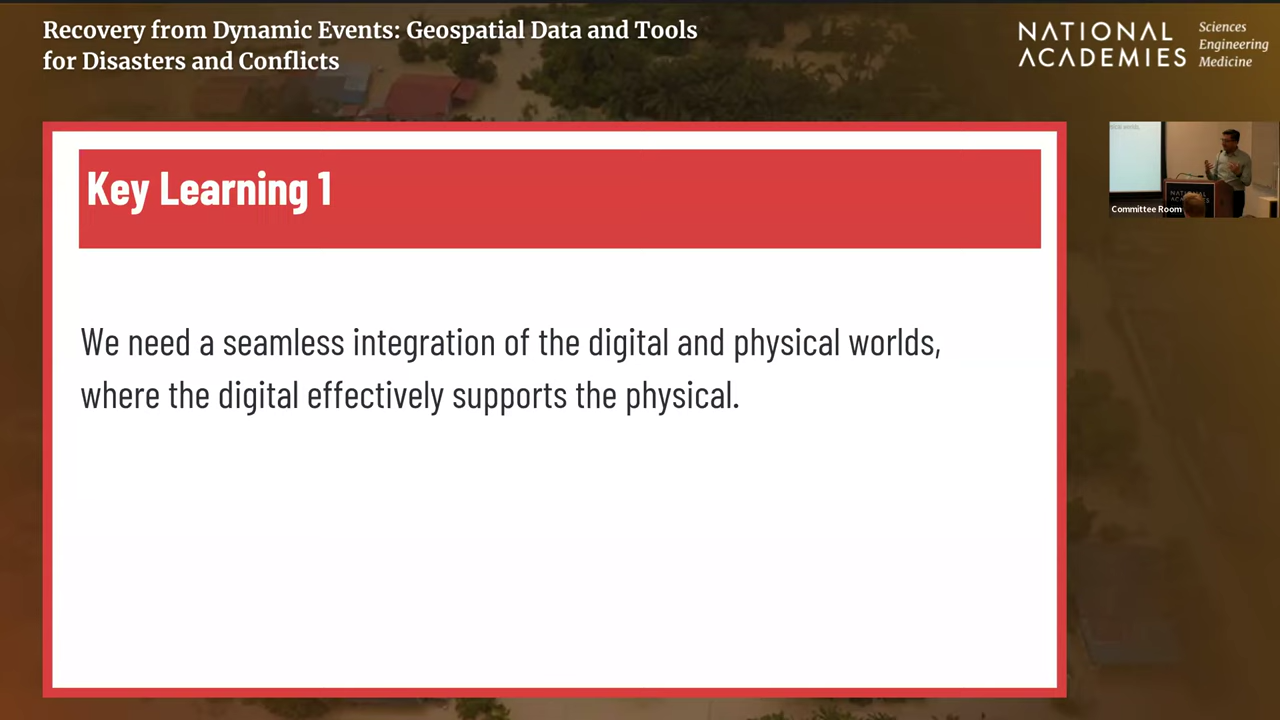 Recovery from Dynamic Events: Geospatial Data and Tools
for Disasters and Conflicts
NATIONAL
ACADEMIES
Sciences
Engineering
Medicine
Key Learning 1
We need a seamless integration of the digital and physical worlds,
where the digital effectively supports the physical.
Committee Room
NATIONAL